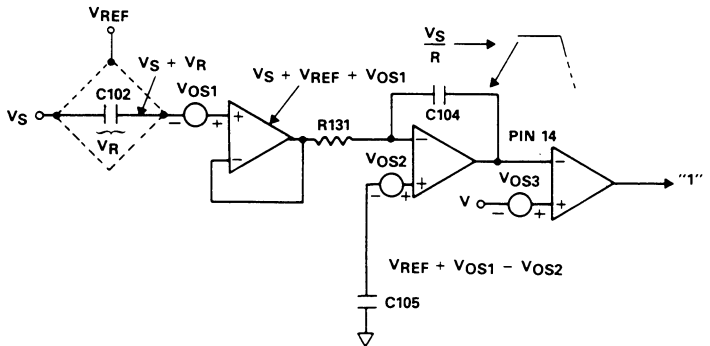 VREF
VS + VR
C102
VOS1
VS + VREF + VOS1
VS
R
VS
VR
R131
C104
PIN 14
VOS2
VOS3
V
"1"
VREF + VOS1 − VOS2
C105